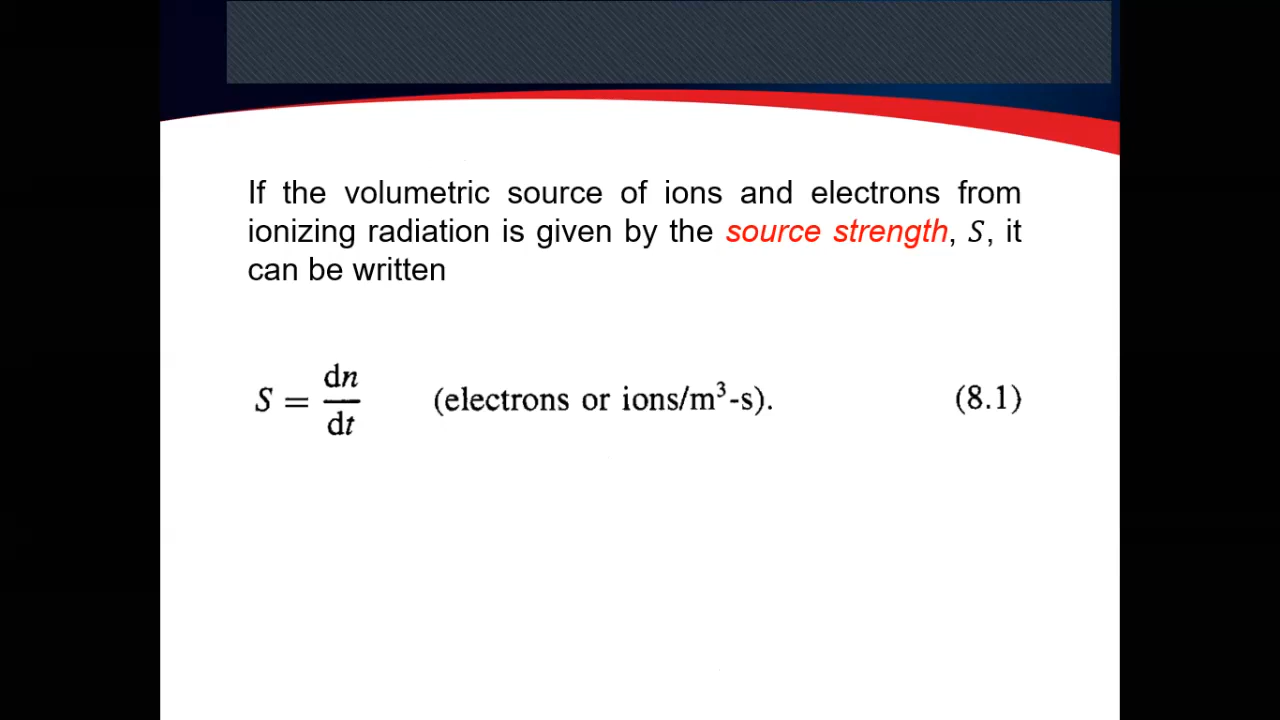 If the volumetric source of ions and electrons from
ionizing radiation is given by the source strength, S, it
can be written
S = dn/dt (electrons or ions/m³-s). (8.1)